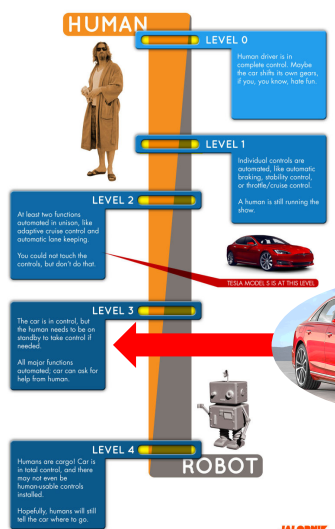 HUMAN
LEVEL 0
Human driver is in
complete control. Maybe
the car shifts its own gears,
if you, you know, hate fun.
LEVEL 1
Individual controls are
automated, like automatic
braking, stability control,
or throttle/cruise control.
A human is still running the
show.
LEVEL 2
At least two functions
automated in unison, like
adaptive cruise control and
automatic lane keeping.
You could not touch the
controls, but don't do that.
TESLA MODEL S IS AT THIS LEVEL
LEVEL 3
The car is in control, but
the human needs to be on
standby to take control if
needed.
All major functions
automated; car can ask for
help from human.
LEVEL 4
Humans are cargo! Car is
in total control, and there
may not even be
human-usable controls
installed.
Hopefully, humans will still
tell the car where to go.
ROBOT